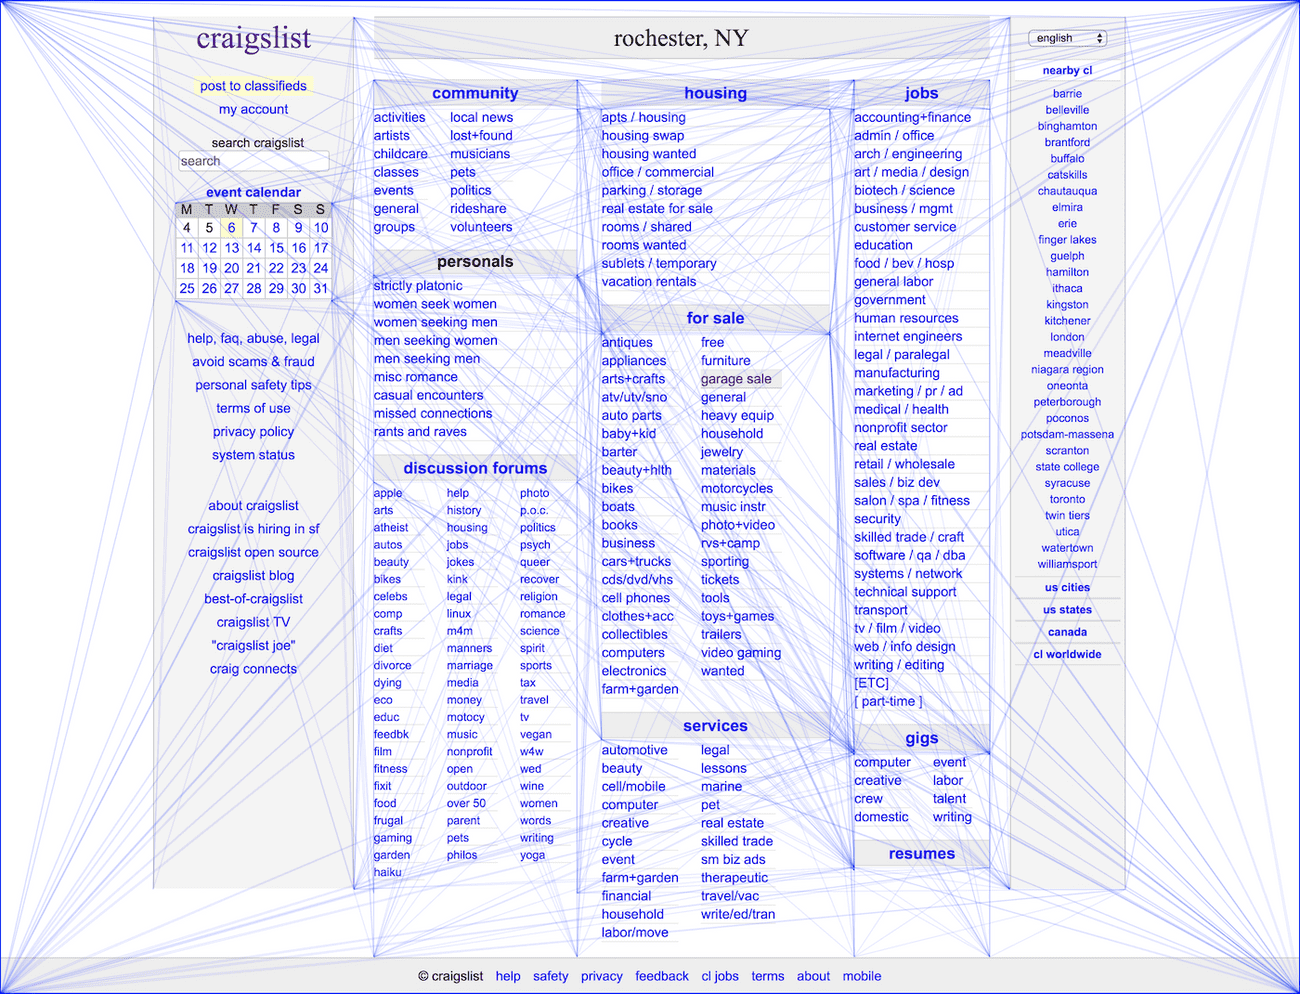 craigslist
post to classifieds
my account
search craigslist
search
event calendar
M T W T F S S
4 5 6 7 8 9 10
11 12 13 14 15 16 17
18 19 20 21 22 23 24
25 26 27 28 29 30 31
help, faq, abuse, legal
avoid scams & fraud
personal safety tips
terms of use
privacy policy
system status
about craigslist
craigslist is hiring in sf
craigslist open source
craigslist blog
best-of-craigslist
craigslist TV
"craigslist joe"
craig connects
rochester, NY
community
activities local news
artists lost+found
childcare musicians
classes pets
events politics
general rideshare
groups volunteers
personals
strictly platonic
women seek women
women seeking men
men seeking women
men seeking men
misc romance
casual encounters
missed connections
rants and raves
discussion forums
apple help photo
arts history p.o.c.
atheist housing politics
autos jobs psych
beauty jokes queer
bikes kink recover
celebs legal religion
comp linux romance
crafts m4m science
diet manners spirit
divorce marriage sports
dying media tax
eco money travel
educ motocy tv
feedbk music vegan
film nonprofit w4w
fitness open wed
fixit outdoor wine
food over 50 women
frugal parent words
gaming pets writing
garden philos yoga
haiku
housing
apts / housing
housing swap
housing wanted
office / commercial
parking / storage
real estate for sale
rooms / shared
rooms wanted
sublets / temporary
vacation rentals
for sale
antiques free
appliances furniture
arts+crafts garage sale
atv/utv/sno general
auto parts heavy equip
baby+kid household
barter jewelry
beauty+hlth materials
bikes motorcycles
boats music instr
books photo+video
business rvs+camp
cars+trucks sporting
cds/dvd/vhs tickets
cell phones tools
clothes+acc toys+games
collectibles trailers
computers video gaming
electronics wanted
farm+garden
services
automotive legal
beauty lessons
cell/mobile marine
computer pet
creative real estate
cycle skilled trade
event sm biz ads
farm+garden therapeutic
financial travel/vac
household write/ed/tran
labor/move
jobs
accounting+finance
admin / office
arch / engineering
art / media / design
biotech / science
business / mgmt
customer service
education
food / bev / hosp
general labor
government
human resources
internet engineers
legal / paralegal
manufacturing
marketing / pr / ad
medical / health
nonprofit sector
real estate
retail / wholesale
sales / biz dev
salon / spa / fitness
security
skilled trade / craft
software / qa / dba
systems / network
technical support
transport
tv / film / video
web / info design
writing / editing
[ETC]
[ part-time ]
gigs
computer event
creative labor
crew talent
domestic writing
resumes
english
nearby cl
barrie
belleville
binghamton
brantford
buffalo
catskills
chautauqua
elmira
erie
finger lakes
guelph
hamilton
ithaca
kingston
kitchener
london
meadville
niagara region
oneonta
peterborough
poconos
potsdam-massena
scranton
state college
syracuse
toronto
twin tiers
utica
watertown
williamsport
us cities
us states
canada
cl worldwide
© craigslist help safety privacy feedback cl jobs terms about mobile